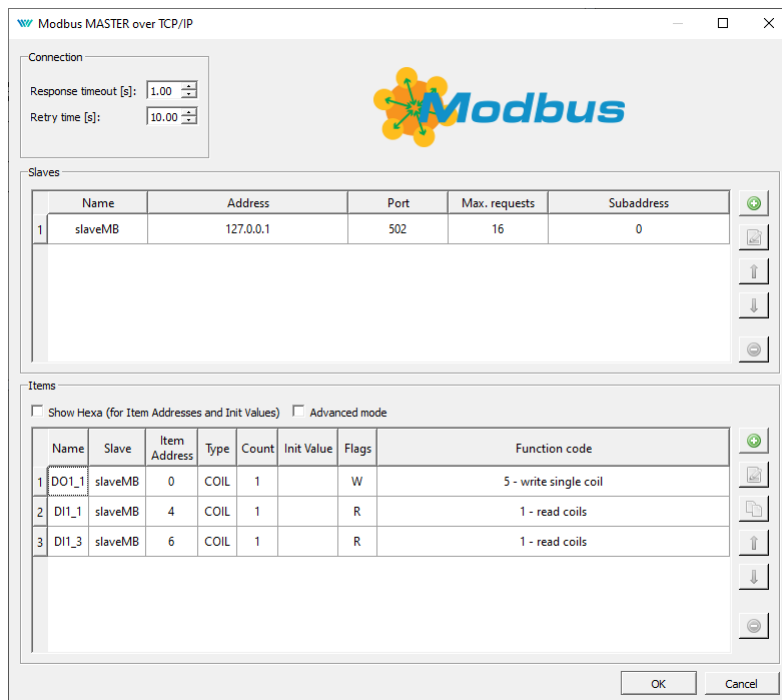 Modbus MASTER over TCP/IP
Connection
Response timeout [s]: 1.00
Retry time [s]: 10.00
Modbus
Slaves
Name Address Port Max. requests Subaddress
1 slaveMB 127.0.0.1 502 16 0
Items
Show Hexa (for Item Addresses and Init Values) Advanced mode
Name Slave Item Address Type Count Init Value Flags Function code
1 DO1_1 slaveMB 0 COIL 1 W 5 - write single coil
2 DI1_1 slaveMB 4 COIL 1 R 1 - read coils
3 DI1_3 slaveMB 6 COIL 1 R 1 - read coils
OK Cancel